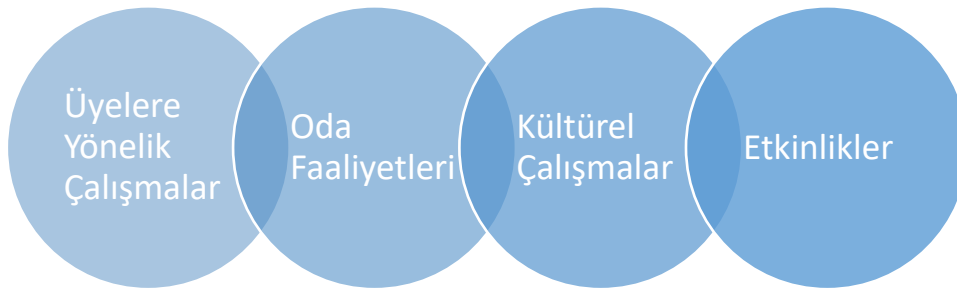 Üyelere
Yönelik
Çalışmalar
Oda
Faaliyetleri
Kültürel
Çalışmalar
Etkinlikler